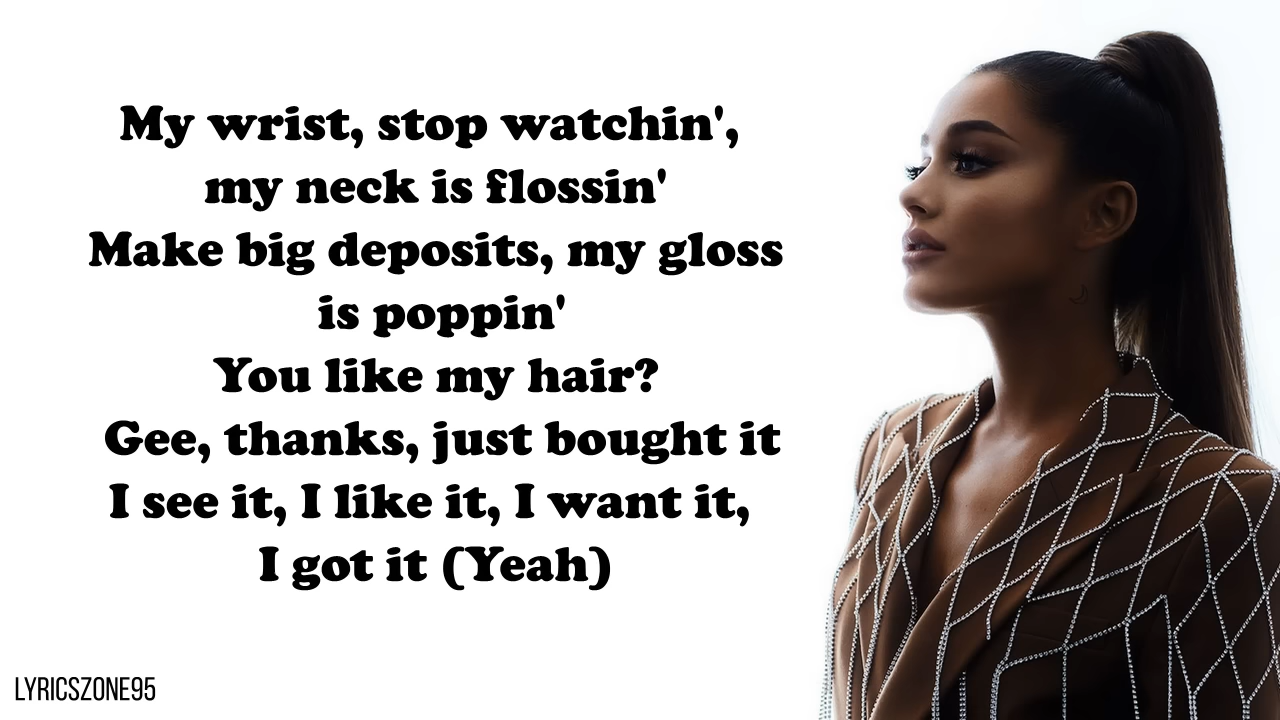 My wrist, stop watchin',
my neck is flossin'
Make big deposits, my gloss
is poppin'
You like my hair?
Gee, thanks, just bought it
I see it, I like it, I want it,
I got it (Yeah)
LYRICSZONE95